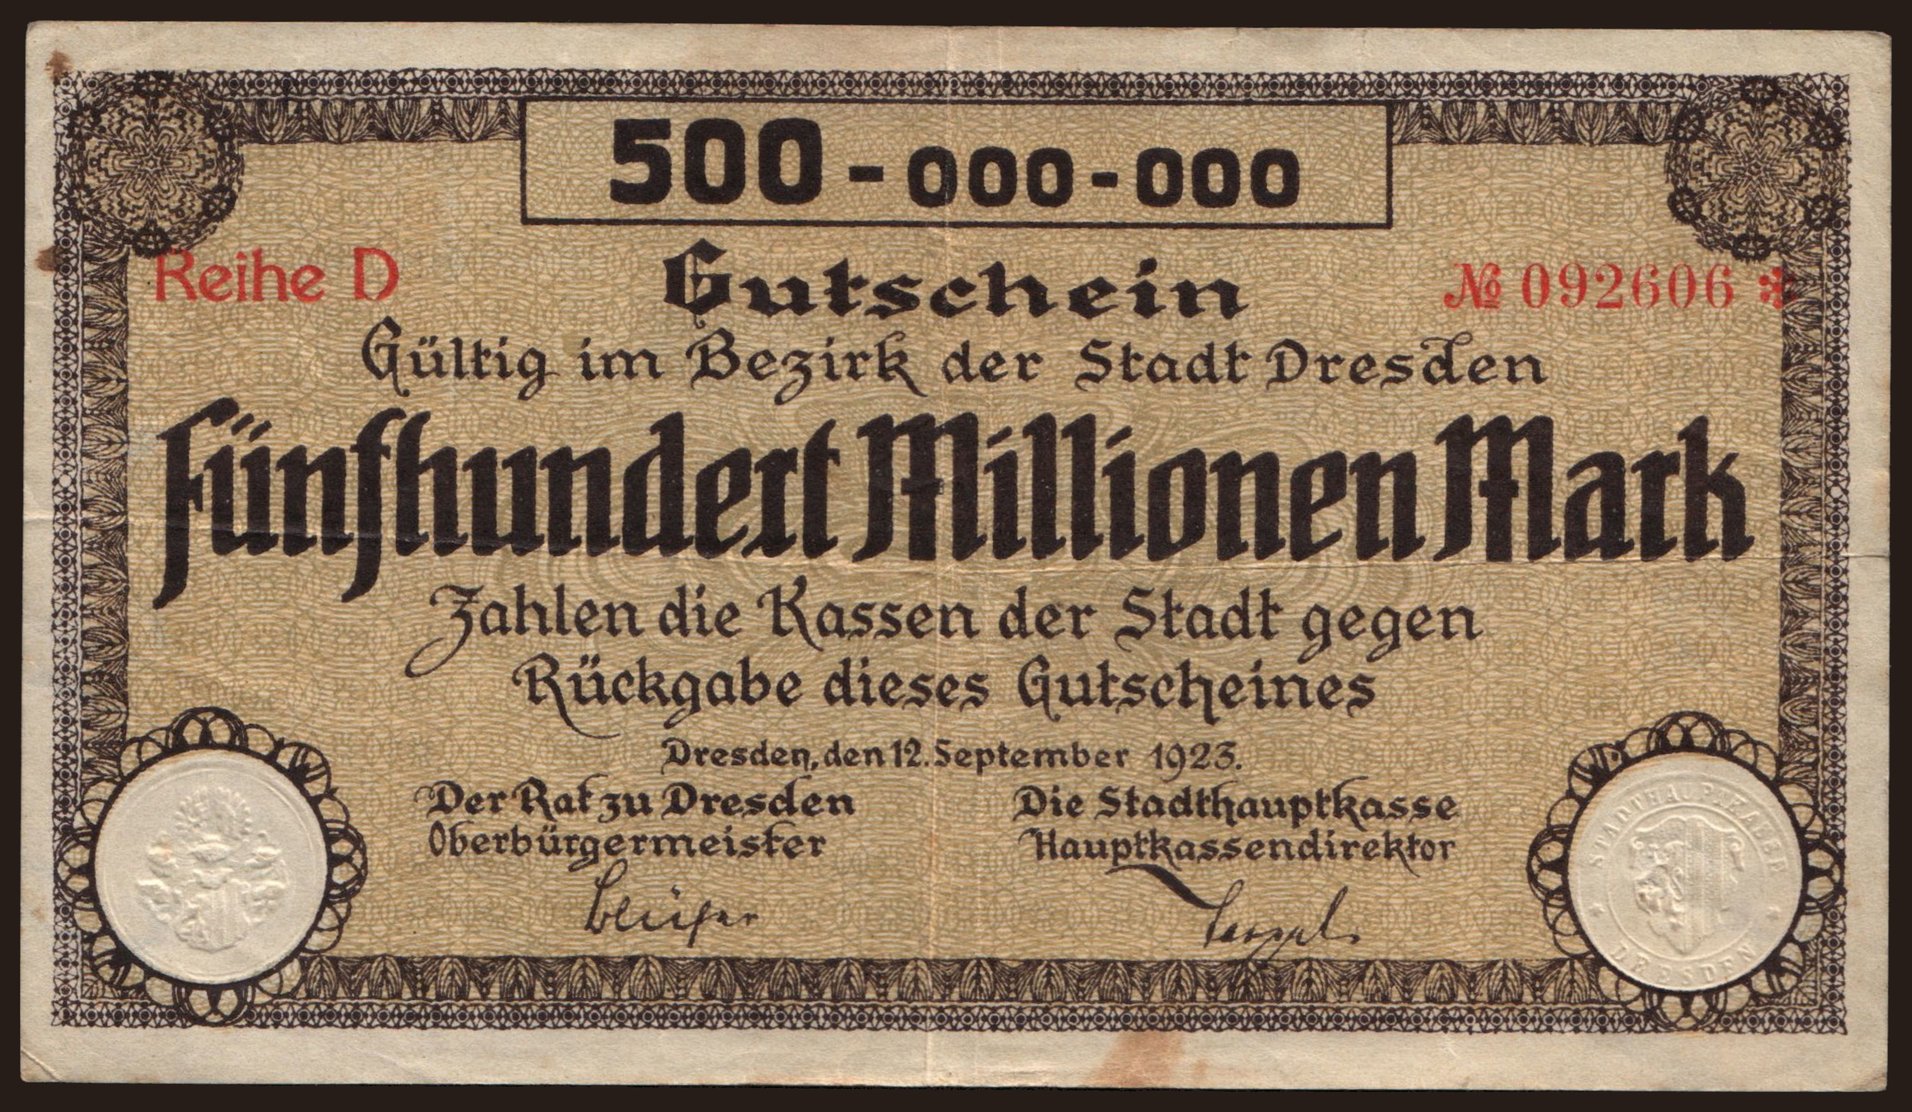 500-000-000
Reihe D
Gutschein
№ 092606 *
Gültig im Bezirk der Stadt Dresden
Fünfhundert Millionen Mark
Zahlen die Kassen der Stadt gegen
Rückgabe dieses Gutscheines
Dresden, den 12. September 1923.
Der Rat zu Dresden
Oberbürgermeister
Die Stadthauptkasse
Hauptkassendirektor
STADTHAUPTKASSE
DRESDEN